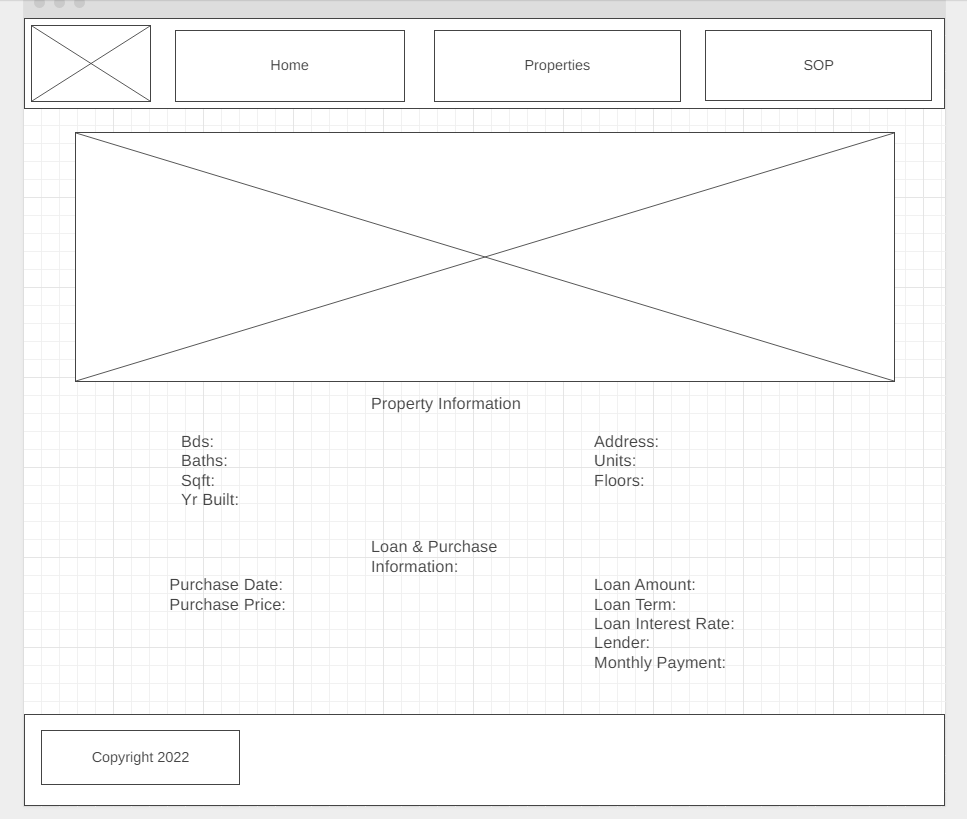 Home
Properties
SOP
Property Information
Bds:
Baths:
Sqft:
Yr Built:
Address:
Units:
Floors:
Loan & Purchase
Information:
Purchase Date:
Purchase Price:
Loan Amount:
Loan Term:
Loan Interest Rate:
Lender:
Monthly Payment:
Copyright 2022